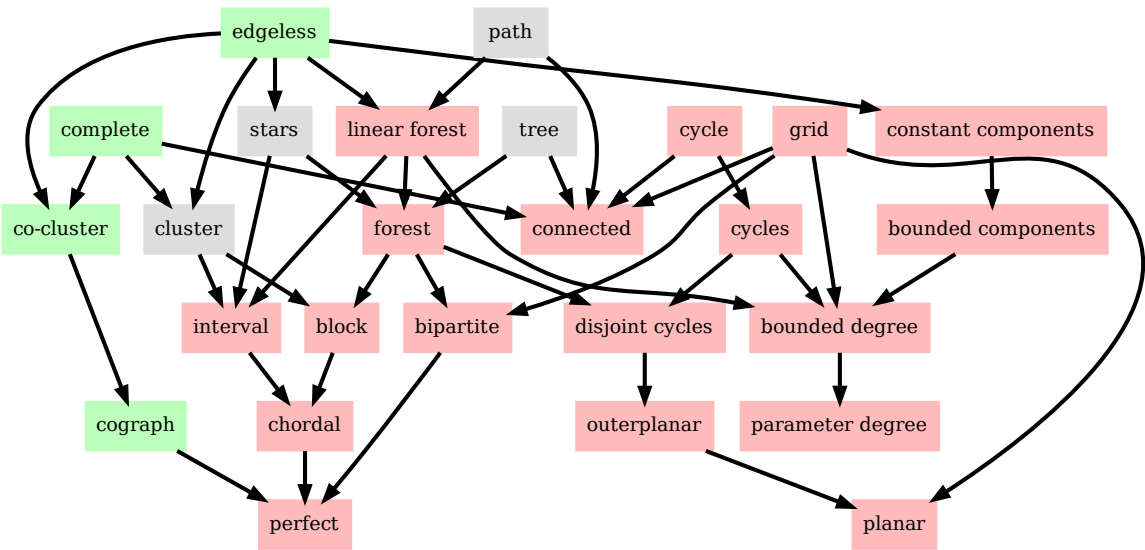 edgeless
path
complete
stars
linear forest
tree
cycle
grid
constant components
co-cluster
cluster
forest
connected
cycles
bounded components
interval
block
bipartite
disjoint cycles
bounded degree
cograph
chordal
outerplanar
parameter degree
perfect
planar